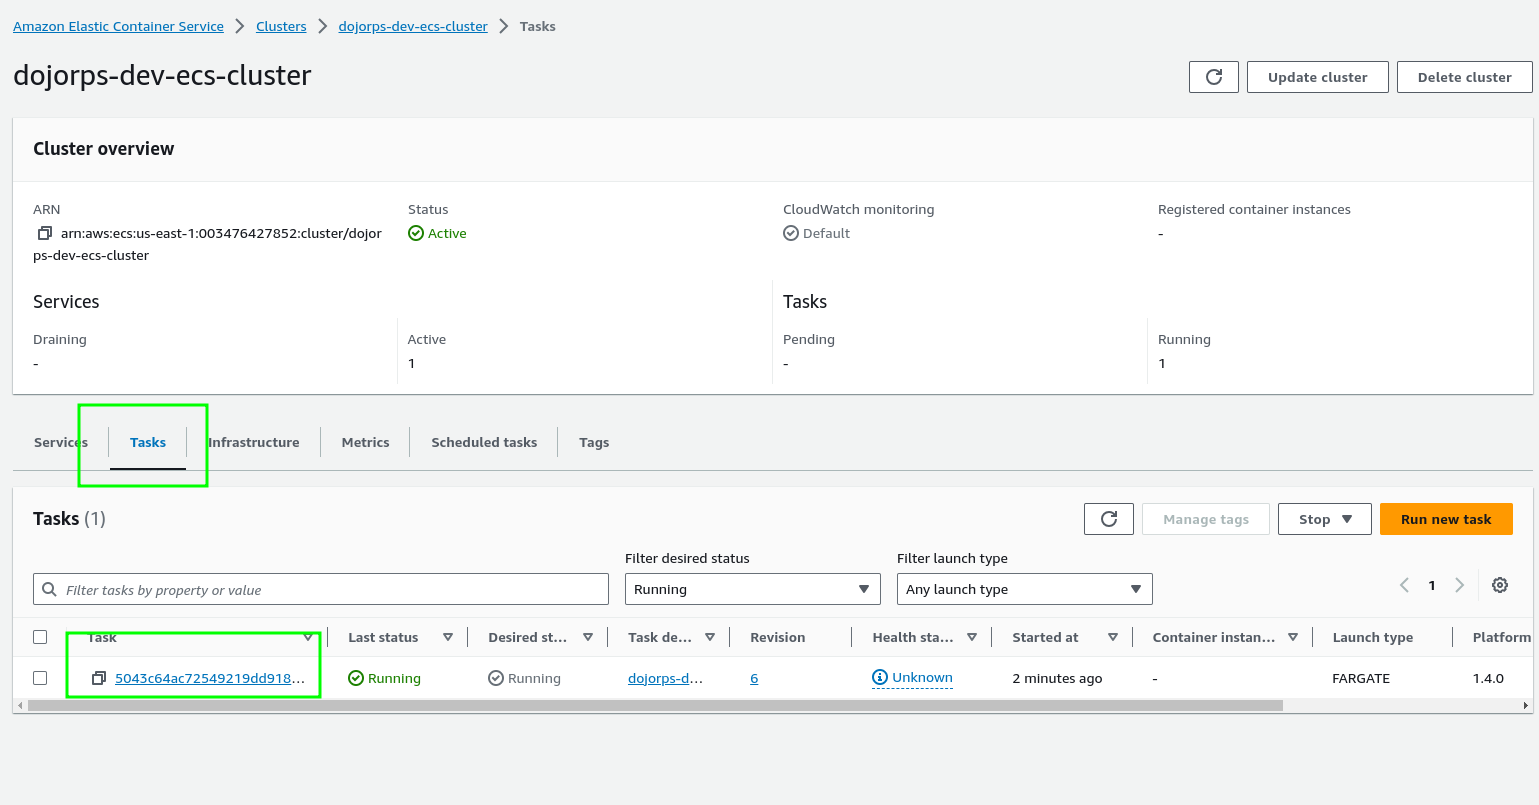 Amazon Elastic Container Service > Clusters > dojorps-dev-ecs-cluster > Tasks
dojorps-dev-ecs-cluster
Update cluster
Delete cluster
Cluster overview
ARN
arn:aws:ecs:us-east-1:003476427852:cluster/dojor
ps-dev-ecs-cluster
Status
Active
CloudWatch monitoring
Default
Registered container instances
-
Services
Draining
-
Active
1
Tasks
Pending
-
Running
1
Services Tasks Infrastructure Metrics Scheduled tasks Tags
Tasks (1)
Manage tags
Stop
Run new task
Filter desired status
Filter launch type
Filter tasks by property or value
Running
Any launch type
1
Task Last status Desired st... Task de... Revision Health sta... Started at Container instan... Launch type Platform
5043c64ac72549219dd918... Running Running dojorps-d... 6 Unknown 2 minutes ago - FARGATE 1.4.0